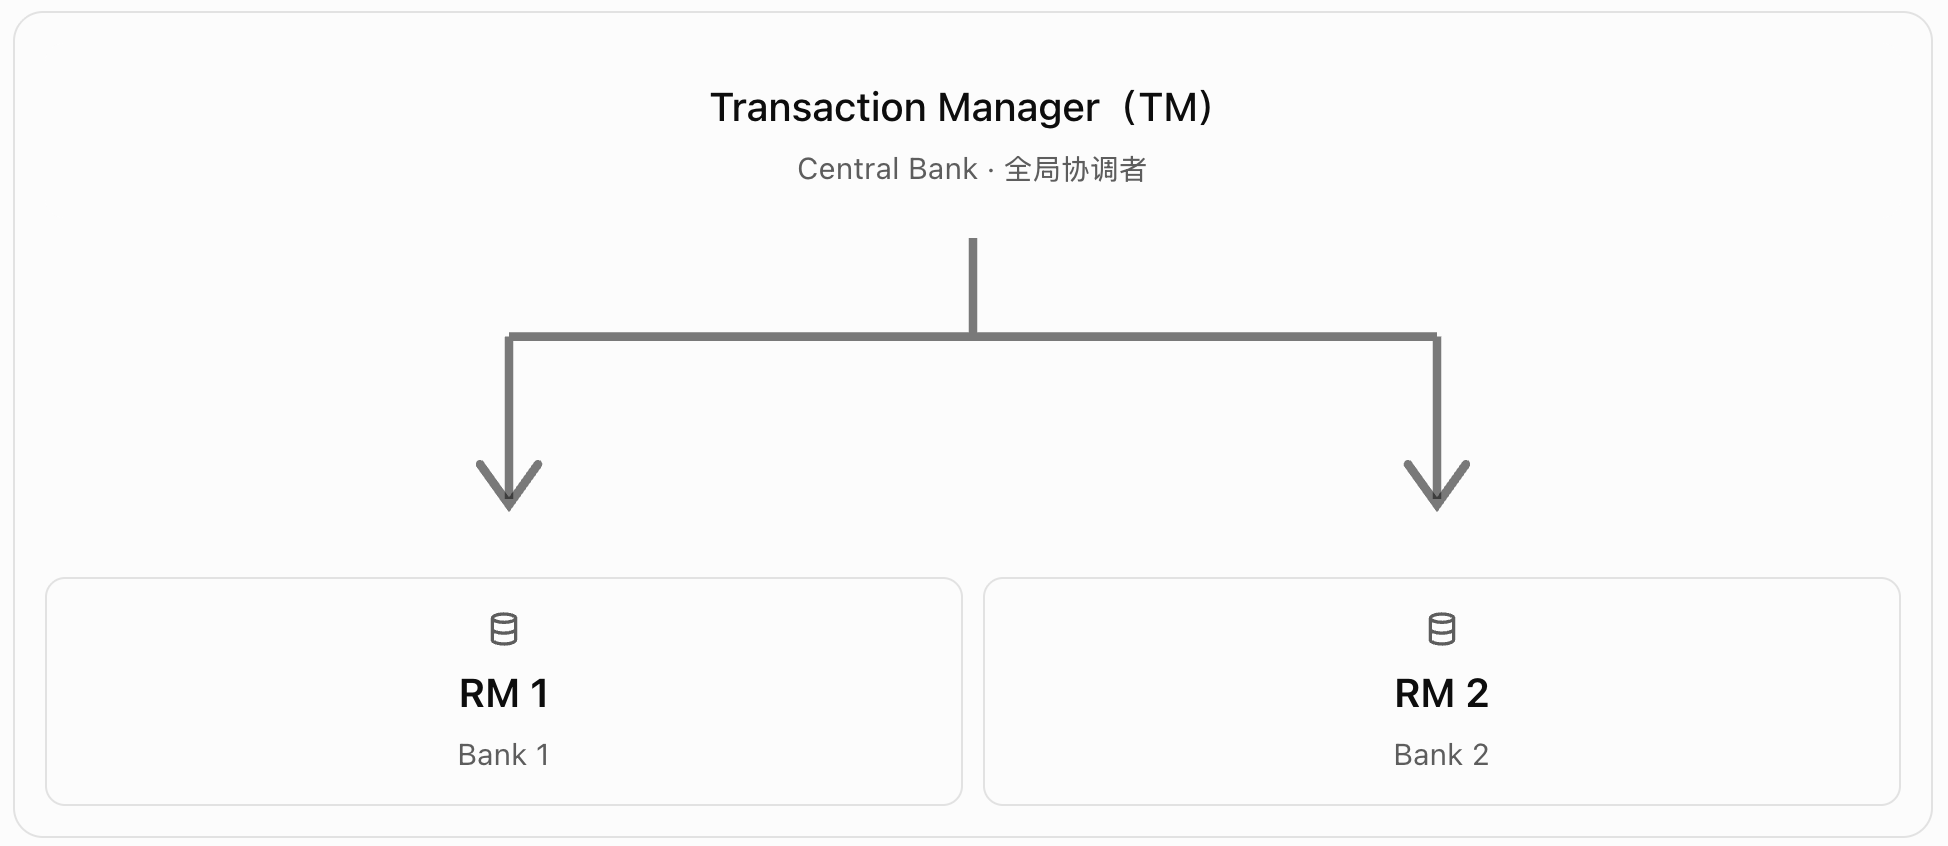 Transaction Manager（TM）
Central Bank · 全局协调者
RM 1
Bank 1
RM 2
Bank 2